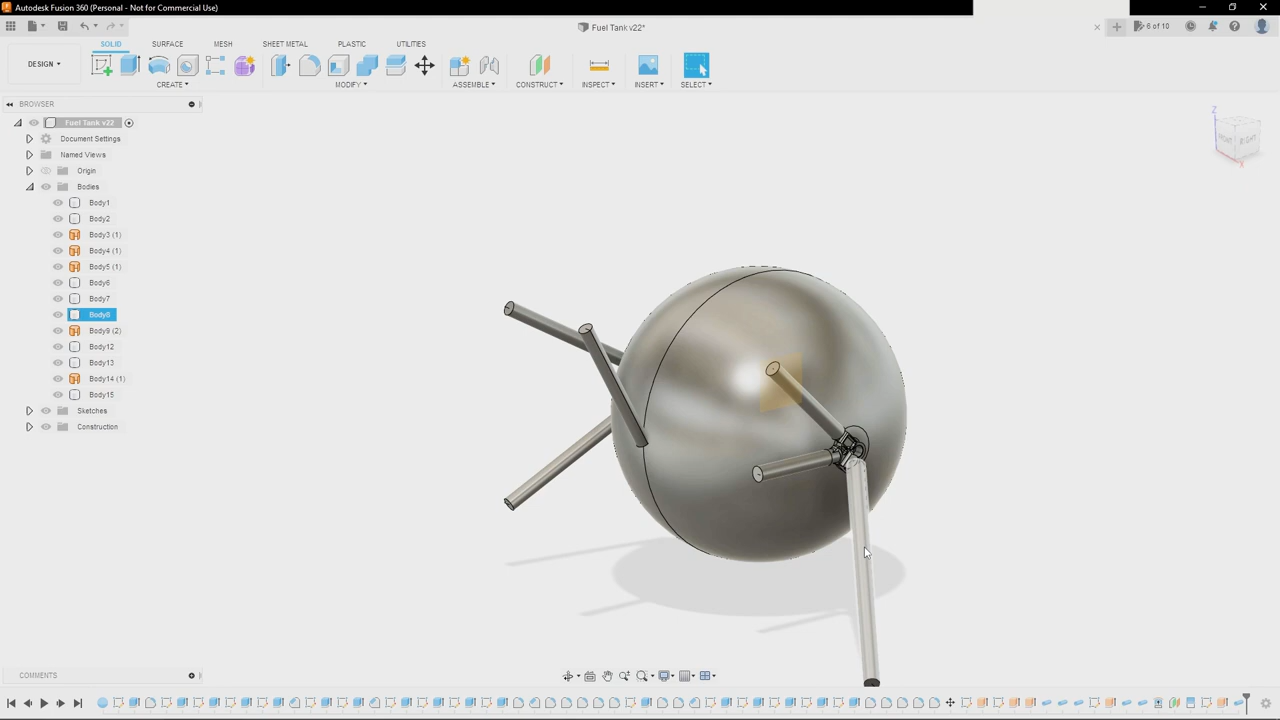 Autodesk Fusion 360 (Personal - Not for Commercial Use)
Fuel Tank v22*
6 of 10
SOLID SURFACE MESH SHEET METAL PLASTIC UTILITIES
DESIGN
CREATE MODIFY ASSEMBLE CONSTRUCT INSPECT INSERT SELECT
BROWSER
Fuel Tank v22
Document Settings
Named Views
Origin
Bodies
Body1
Body2
Body3 (1)
Body4 (1)
Body5 (1)
Body6
Body7
Body8
Body9 (2)
Body12
Body13
Body14 (1)
Body15
Sketches
Construction
Z
FRONT RIGHT
X
COMMENTS